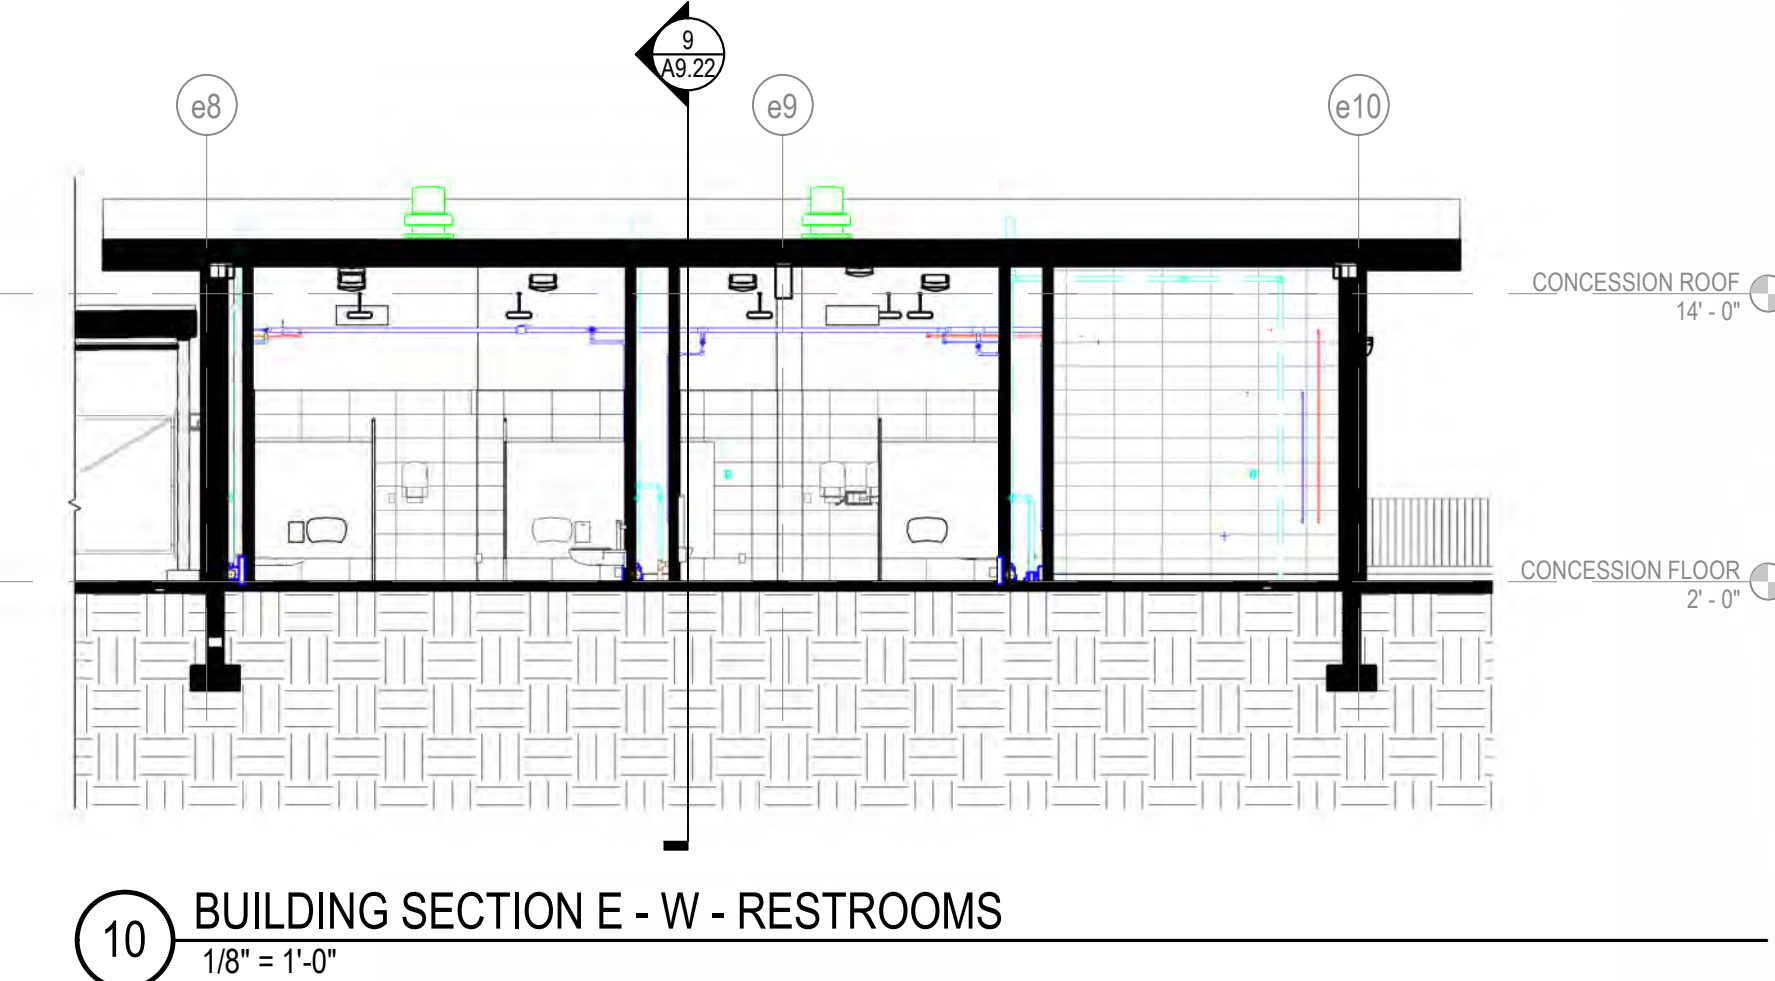 9
A9.22
e8
e9
e10
CONCESSION ROOF
14' - 0"
CONCESSION FLOOR
2' - 0"
10
BUILDING SECTION E - W - RESTROOMS
1/8" = 1'-0"